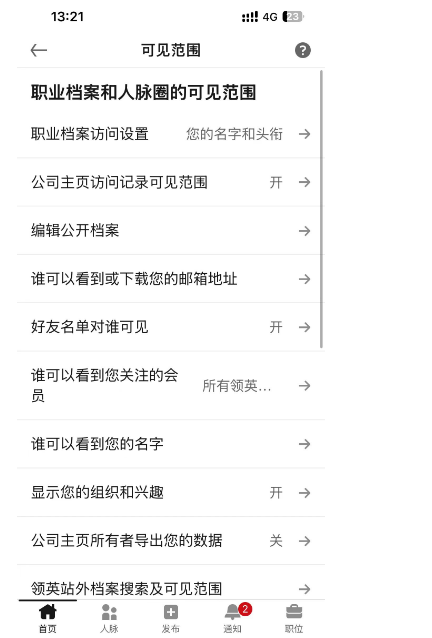 13:21
4G 23
可见范围
职业档案和人脉圈的可见范围
职业档案访问设置 您的名字和头衔
公司主页访问记录可见范围 开
编辑公开档案
谁可以看到或下载您的邮箱地址
好友名单对谁可见 开
谁可以看到您关注的会
员 所有领英...
谁可以看到您的名字
显示您的组织和兴趣 开
公司主页所有者导出您的数据 关
领英站外档案搜索及可见范围
2
首页 人脉 发布 通知 职位